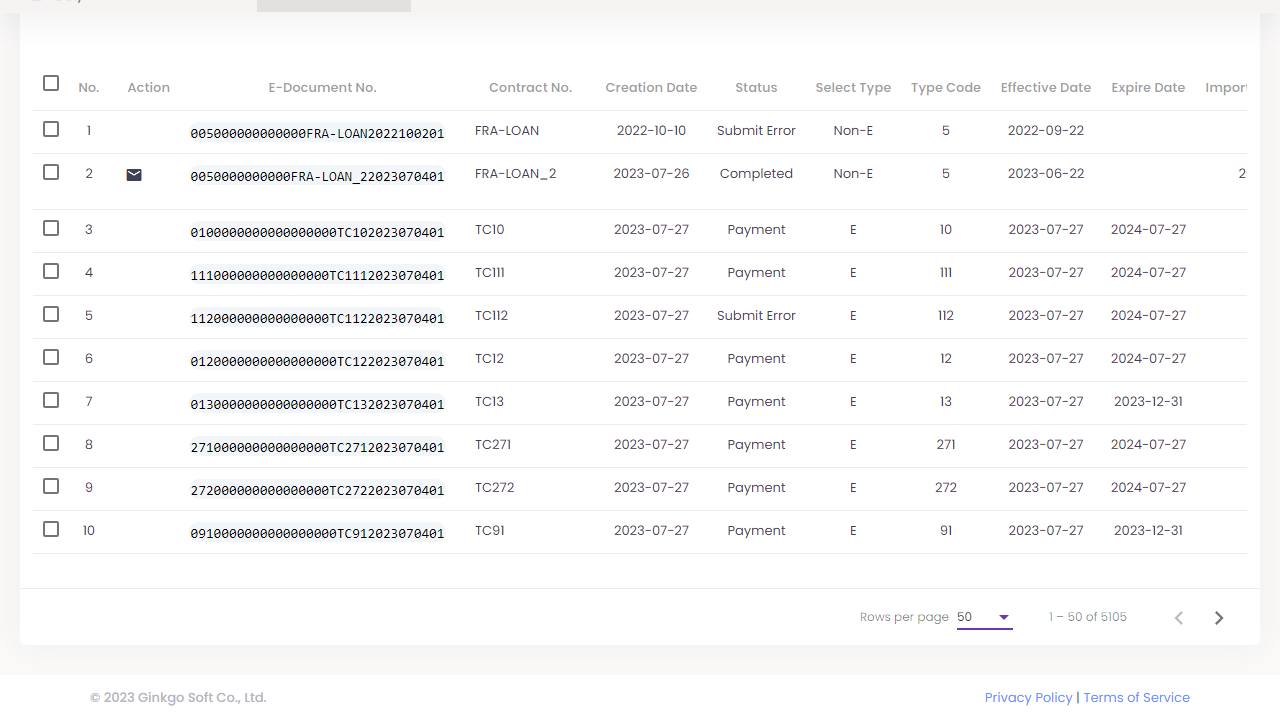 No. Action E-Document No. Contract No. Creation Date Status Select Type Type Code Effective Date Expire Date Import
1 005000000000000FRA-LOAN2022100201 FRA-LOAN 2022-10-10 Submit Error Non-E 5 2022-09-22
2 0050000000000FRA-LOAN_22023070401 FRA-LOAN_2 2023-07-26 Completed Non-E 5 2023-06-22 2
3 0100000000000000000TC102023070401 TC10 2023-07-27 Payment E 10 2023-07-27 2024-07-27
4 111000000000000000TC1112023070401 TC111 2023-07-27 Payment E 111 2023-07-27 2024-07-27
5 112000000000000000TC1122023070401 TC112 2023-07-27 Submit Error E 112 2023-07-27 2024-07-27
6 0120000000000000000TC122023070401 TC12 2023-07-27 Payment E 12 2023-07-27 2024-07-27
7 0130000000000000000TC132023070401 TC13 2023-07-27 Payment E 13 2023-07-27 2023-12-31
8 271000000000000000TC2712023070401 TC271 2023-07-27 Payment E 271 2023-07-27 2024-07-27
9 272000000000000000TC2722023070401 TC272 2023-07-27 Payment E 272 2023-07-27 2024-07-27
10 0910000000000000000TC912023070401 TC91 2023-07-27 Payment E 91 2023-07-27 2023-12-31
Rows per page 50 1 – 50 of 5105
© 2023 Ginkgo Soft Co., Ltd. Privacy Policy | Terms of Service